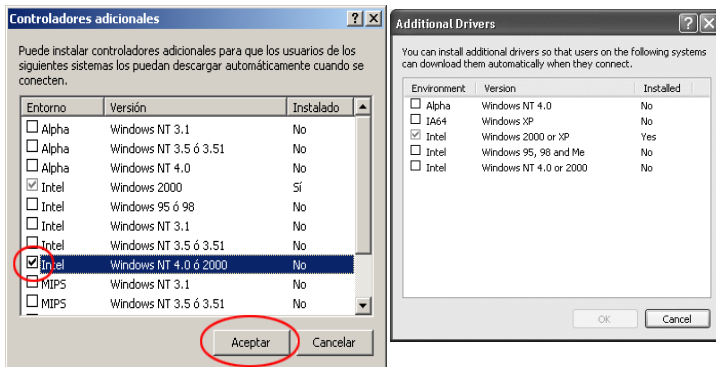 Controladores adicionales
Puede instalar controladores adicionales para que los usuarios de los
siguientes sistemas los puedan descargar automáticamente cuando se
conecten.
Entorno Versión Instalado
Alpha Windows NT 3.1 No
Alpha Windows NT 3.5 ó 3.51 No
Alpha Windows NT 4.0 No
Intel Windows 2000 Sí
Intel Windows 95 ó 98 No
Intel Windows NT 3.1 No
Intel Windows NT 3.5 ó 3.51 No
Intel Windows NT 4.0 ó 2000 No
MIPS Windows NT 3.1 No
MIPS Windows NT 3.5 ó 3.51 No
Aceptar Cancelar
Additional Drivers
You can install additional drivers so that users on the following systems
can download them automatically when they connect.
Environment Version Installed
Alpha Windows NT 4.0 No
IA64 Windows XP No
Intel Windows 2000 or XP Yes
Intel Windows 95, 98 and Me No
Intel Windows NT 4.0 or 2000 No
OK Cancel